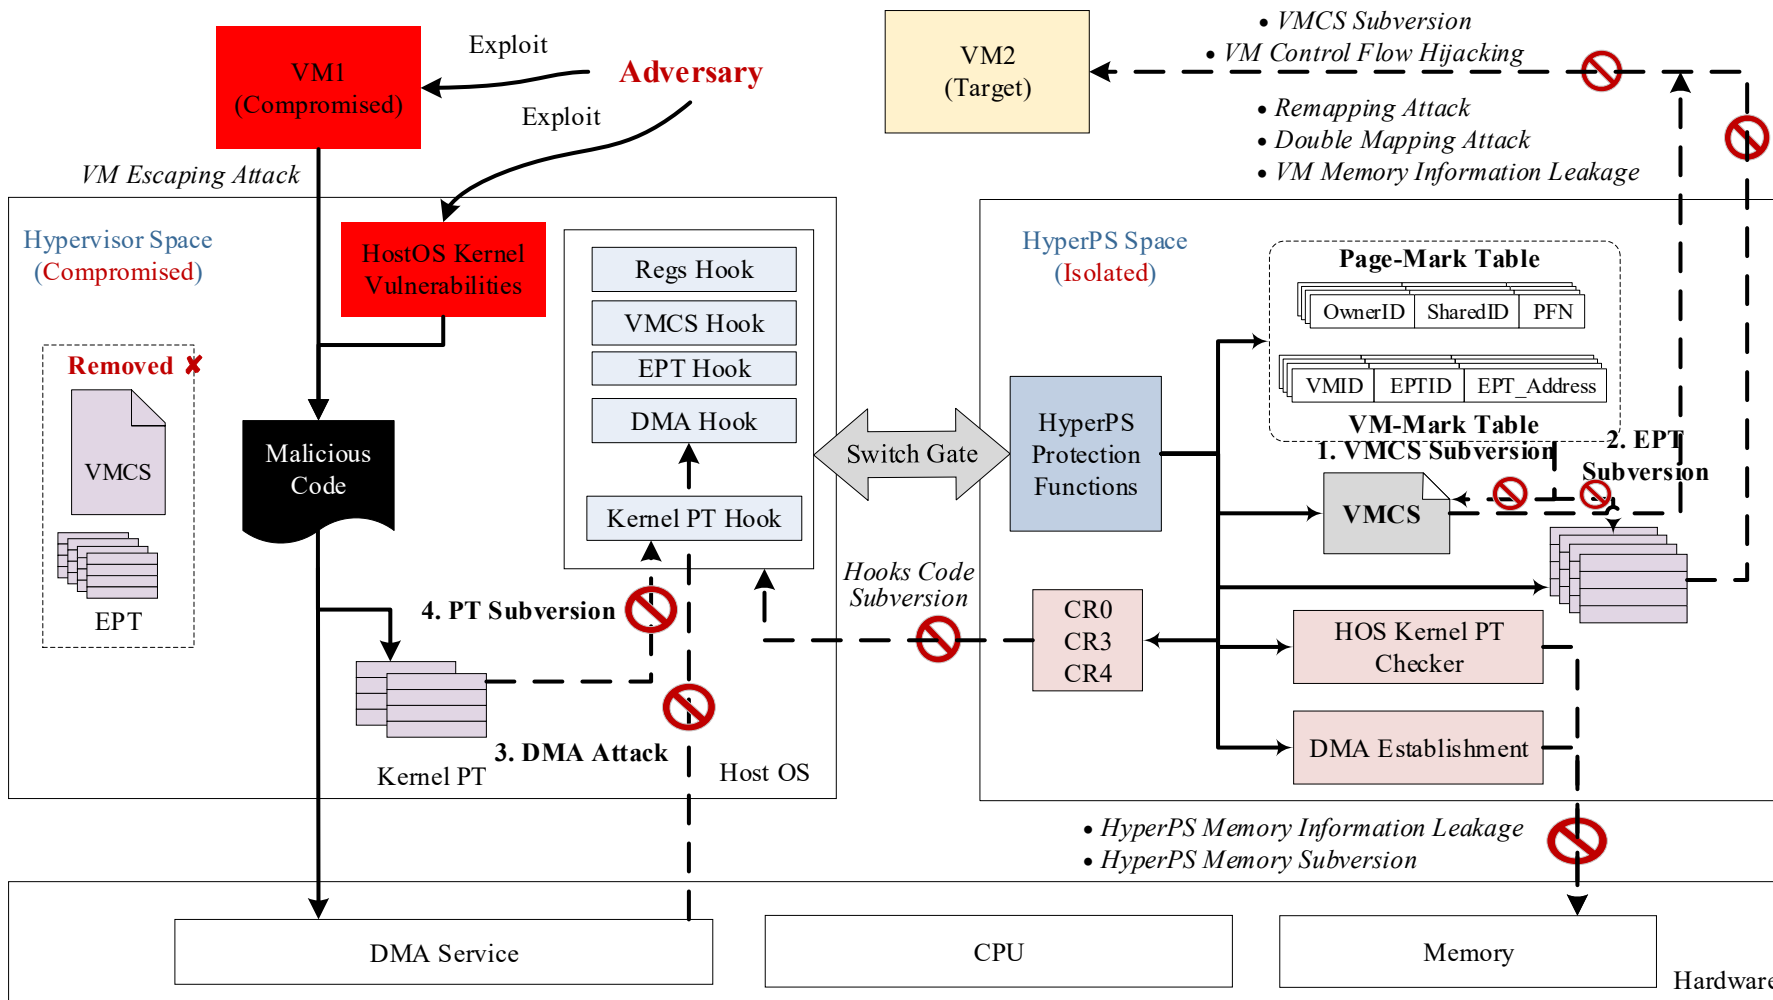 Exploit
VM1
(Compromised)
Adversary
Exploit
VM Escaping Attack
VM2
(Target)
• VMCS Subversion
• VM Control Flow Hijacking
• Remapping Attack
• Double Mapping Attack
• VM Memory Information Leakage
Hypervisor Space
(Compromised)
HostOS Kernel
Vulnerabilities
Removed ✘
VMCS
EPT
Malicious
Code
Regs Hook
VMCS Hook
EPT Hook
DMA Hook
Kernel PT Hook
4. PT Subversion
3. DMA Attack
Kernel PT
Host OS
Switch Gate
Hooks Code
Subversion
HyperPS Space
(Isolated)
HyperPS
Protection
Functions
Page-Mark Table
OwnerID SharedID PFN
VMID EPTID EPT_Address
VM-Mark Table
1. VMCS Subversion
2. EPT
Subversion
VMCS
CR0
CR3
CR4
HOS Kernel PT
Checker
DMA Establishment
• HyperPS Memory Information Leakage
• HyperPS Memory Subversion
DMA Service
CPU
Memory
Hardware